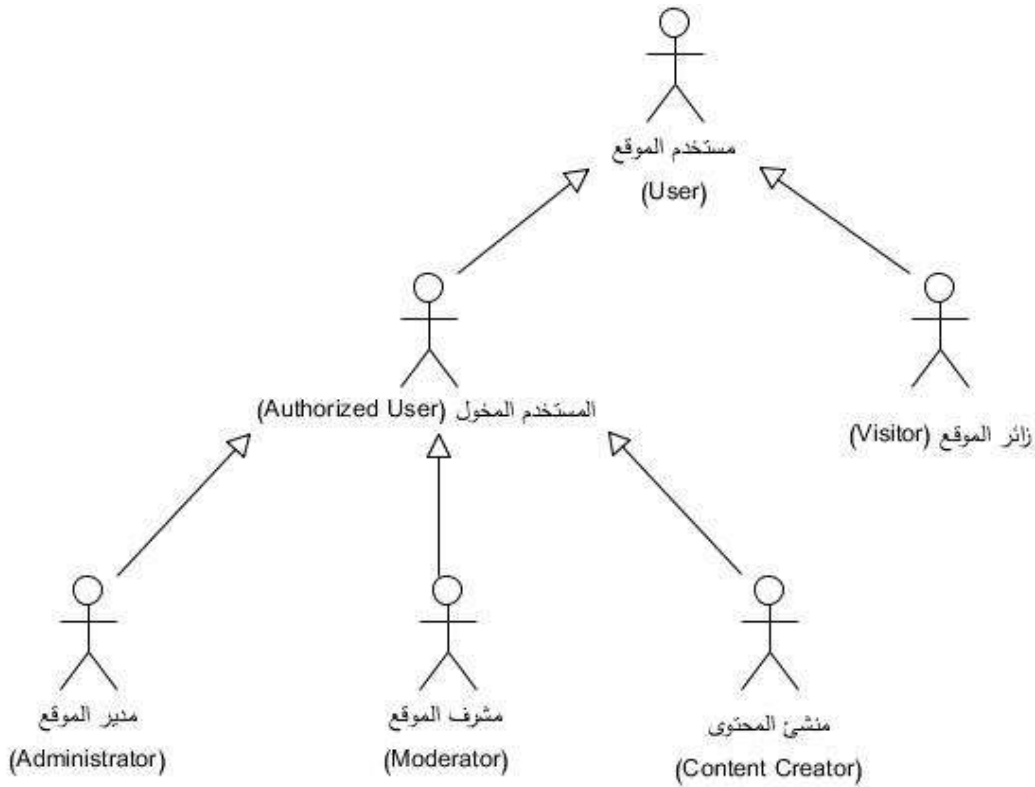 مستخدم الموقع
(User)
المستخدم المخول (Authorized User)
زائر الموقع (Visitor)
مدير الموقع
(Administrator)
مشرف الموقع
(Moderator)
منشئ المحتوى
(Content Creator)